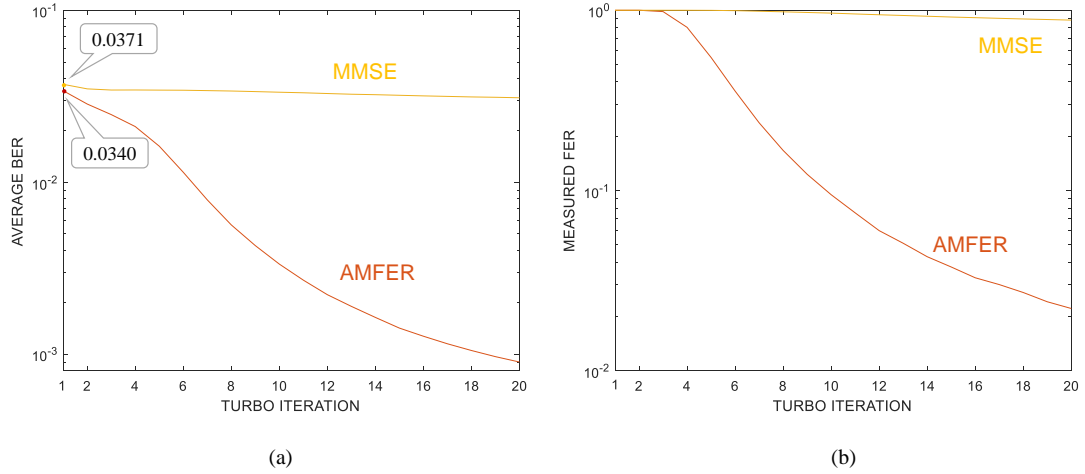 10^-1
0.0371
MMSE
0.0340
AVERAGE BER
10^-2
AMFER
10^-3
1 2 4 6 8 10 12 14 16 18 20
TURBO ITERATION
(a)
10^0
MMSE
MEASURED FER
10^-1
AMFER
10^-2
1 2 4 6 8 10 12 14 16 18 20
TURBO ITERATION
(b)